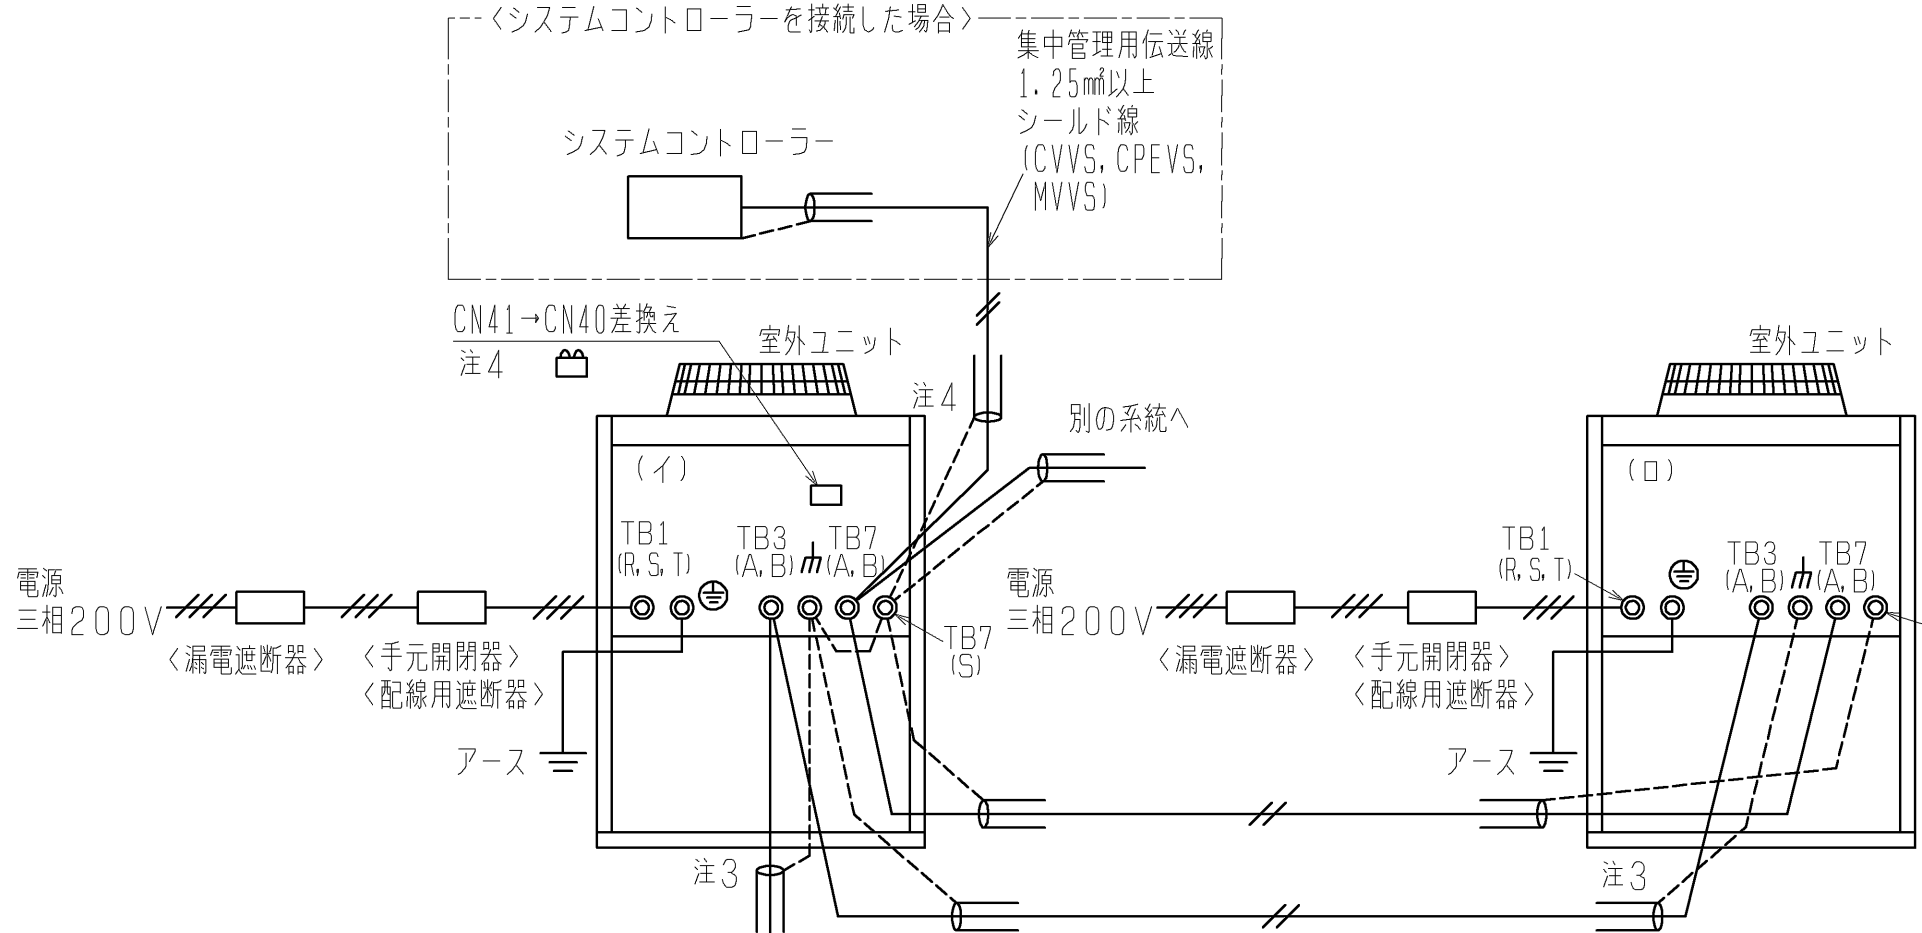 〈システムコントローラーを接続した場合〉
集中管理用伝送線
1.25㎟以上
シールド線
(CVVS, CPEVS,
MVVS)
システムコントローラー
CN41→CN40差換え
注4
室外ユニット
注4
別の系統へ
(イ)
TB1
(R, S, T)
TB3
(A, B)
TB7
(A, B)
電源
三相200V
〈漏電遮断器〉
〈手元開閉器〉
〈配線用遮断器〉
アース
TB7
(S)
注3
室外ユニット
(ロ)
TB1
(R, S, T)
TB3
(A, B)
TB7
(A, B)
電源
三相200V
〈漏電遮断器〉
〈手元開閉器〉
〈配線用遮断器〉
アース
注3